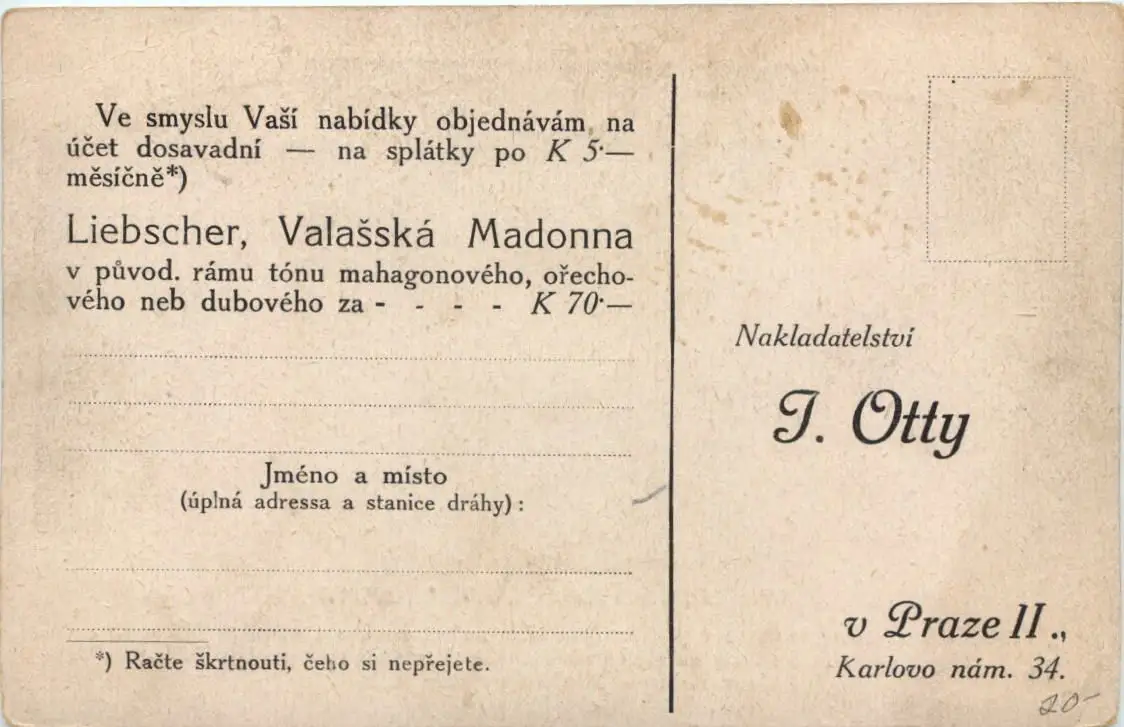 Ve smyslu Vaší nabídky objednávám na
účet dosavadní — na splátky po K 5·—
měsíčně*)
Liebscher, Valašská Madonna
v původ. rámu tónu mahagonového, ořecho-
vého neb dubového za - - - - K 70·—
Jméno a místo
(úplná adressa a stanice dráhy) :
*) Račte škrtnouti, čeho si nepřejete.
Nakladatelství
J. Otty
v Praze II.,
Karlovo nám. 34.
20-